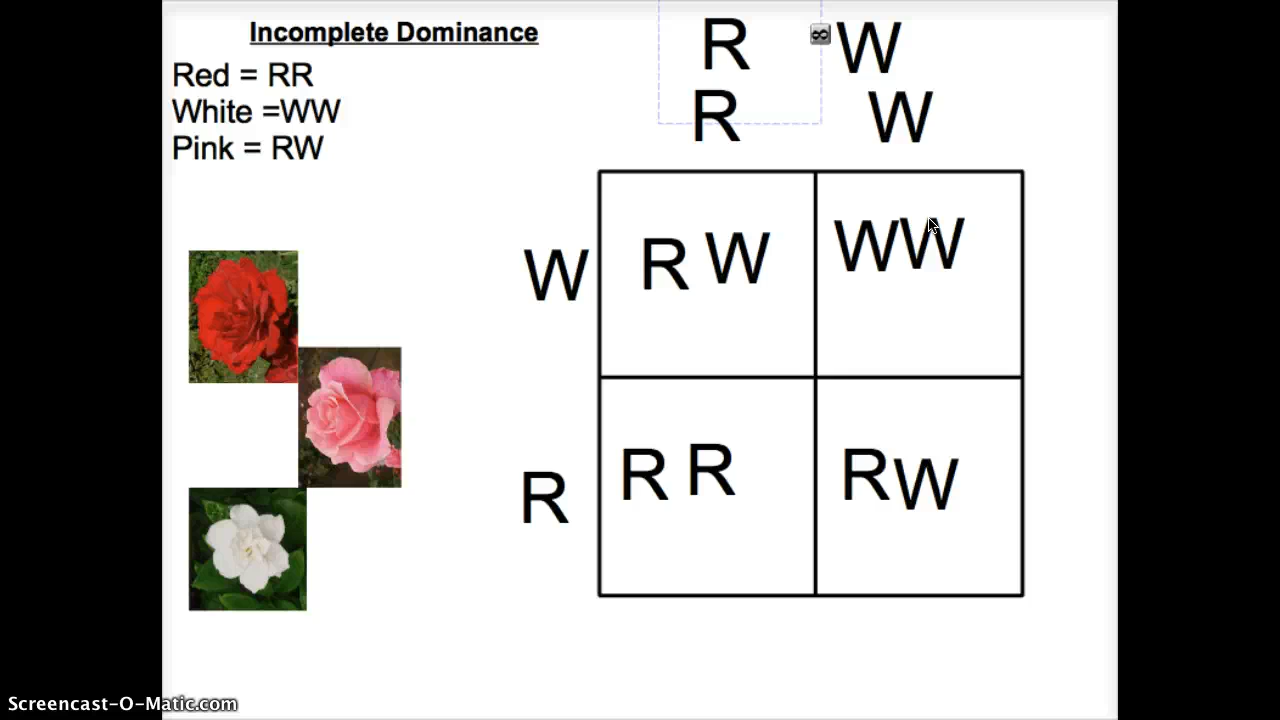 Incomplete Dominance
Red = RR
White =WW
Pink = RW
R W
R W
W
R W
WW
R
R R
RW
Screencast-O-Matic.com